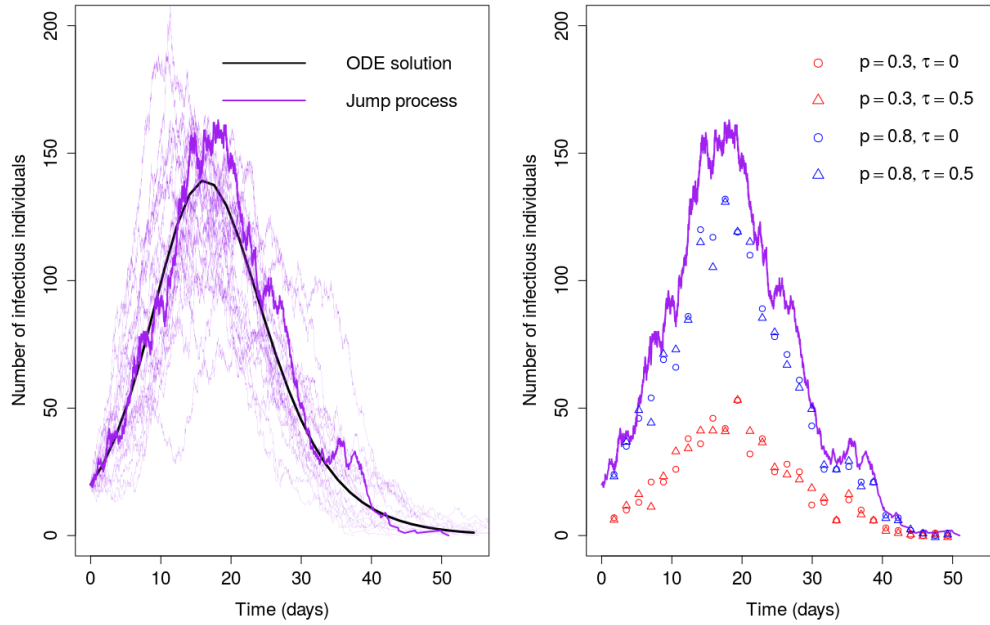 200
150
100
50
0
Number of infectious individuals
ODE solution
Jump process
0 10 20 30 40 50
Time (days)
200
150
100
50
0
Number of infectious individuals
p = 0.3, τ = 0
p = 0.3, τ = 0.5
p = 0.8, τ = 0
p = 0.8, τ = 0.5
0 10 20 30 40 50
Time (days)